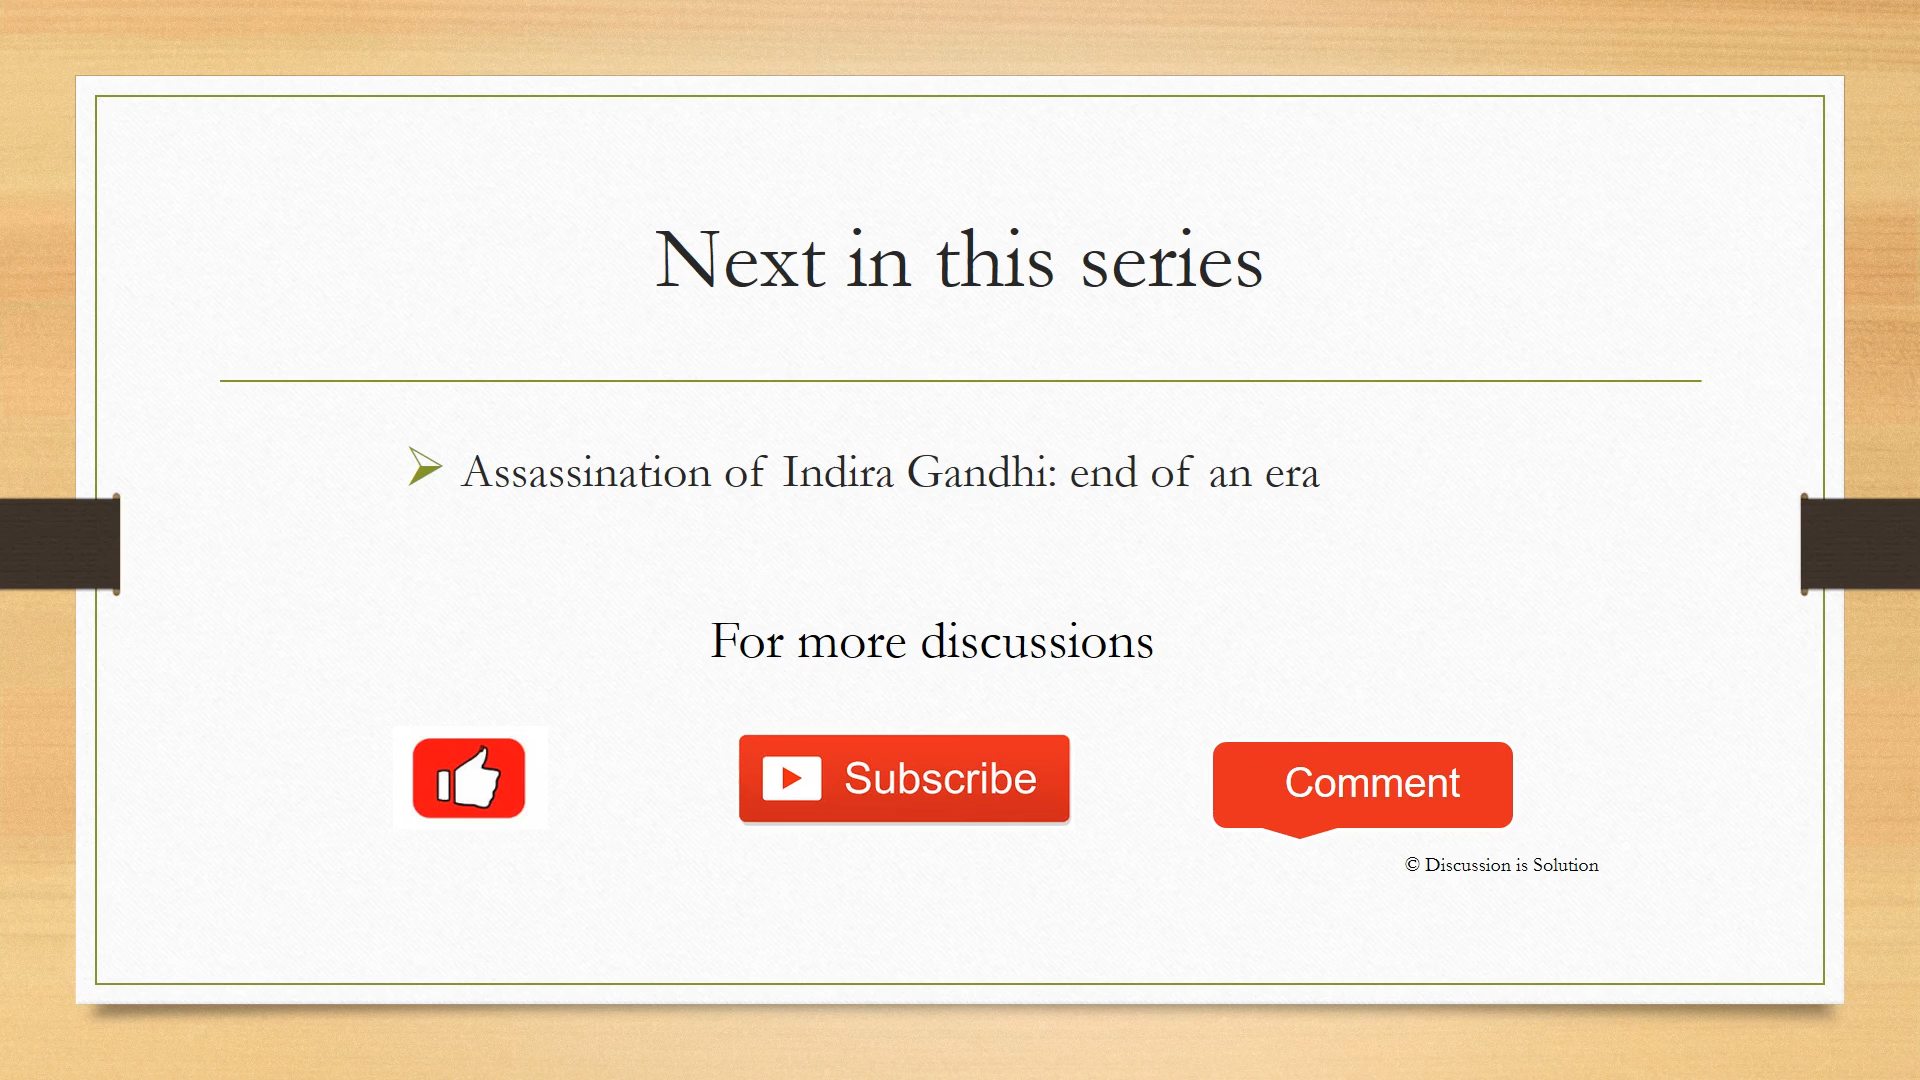 Next in this series
Assassination of Indira Gandhi: end of an era
For more discussions
Subscribe
Comment
© Discussion is Solution